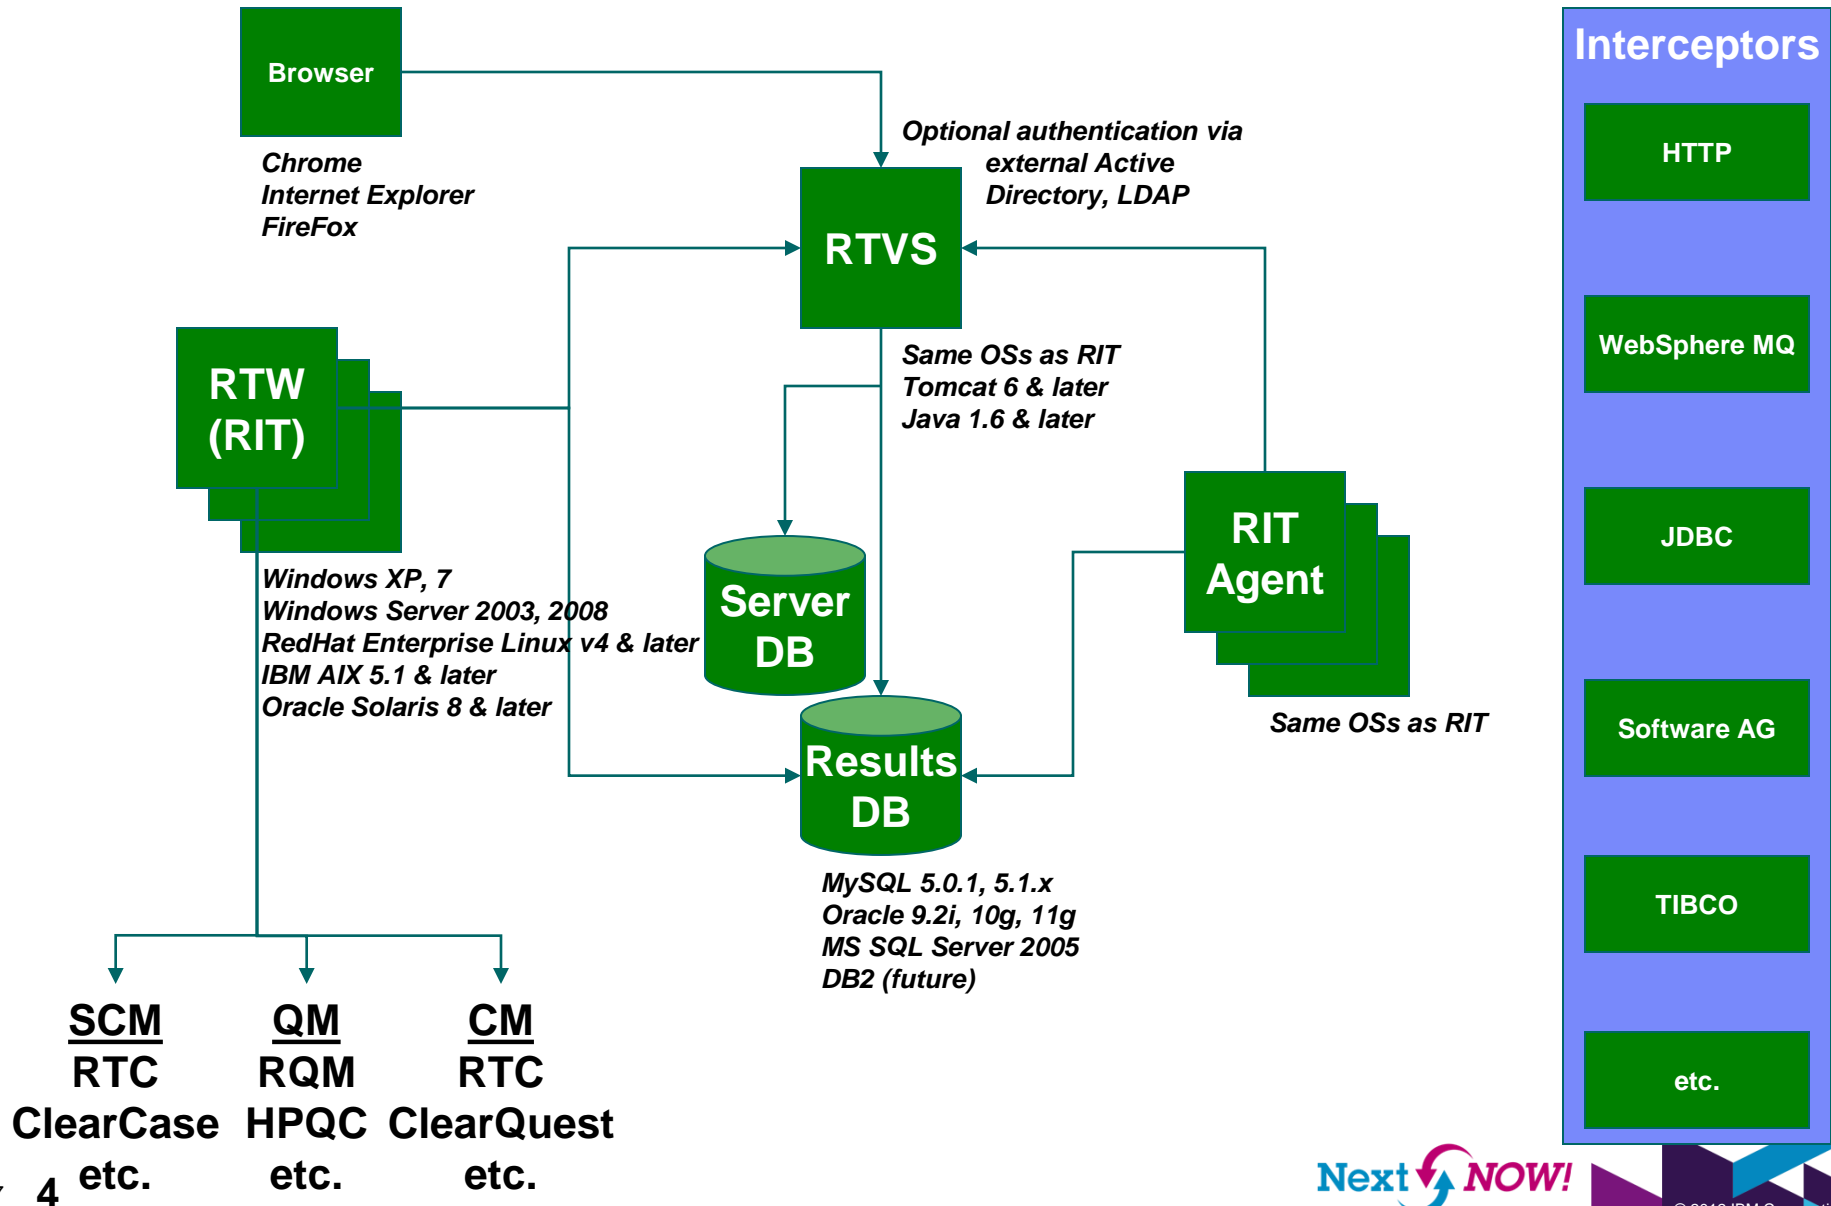 Browser
Chrome
Internet Explorer
FireFox
Optional authentication via
external Active
Directory, LDAP
RTVS
Same OSs as RIT
Tomcat 6 & later
Java 1.6 & later
RTW
(RIT)
Windows XP, 7
Windows Server 2003, 2008
RedHat Enterprise Linux v4 & later
IBM AIX 5.1 & later
Oracle Solaris 8 & later
Server
DB
Results
DB
MySQL 5.0.1, 5.1.x
Oracle 9.2i, 10g, 11g
MS SQL Server 2005
DB2 (future)
RIT
Agent
Same OSs as RIT
SCM
RTC
ClearCase
etc.
QM
RQM
HPQC
etc.
CM
RTC
ClearQuest
etc.
Interceptors
HTTP
WebSphere MQ
JDBC
Software AG
TIBCO
etc.
4
Next NOW!